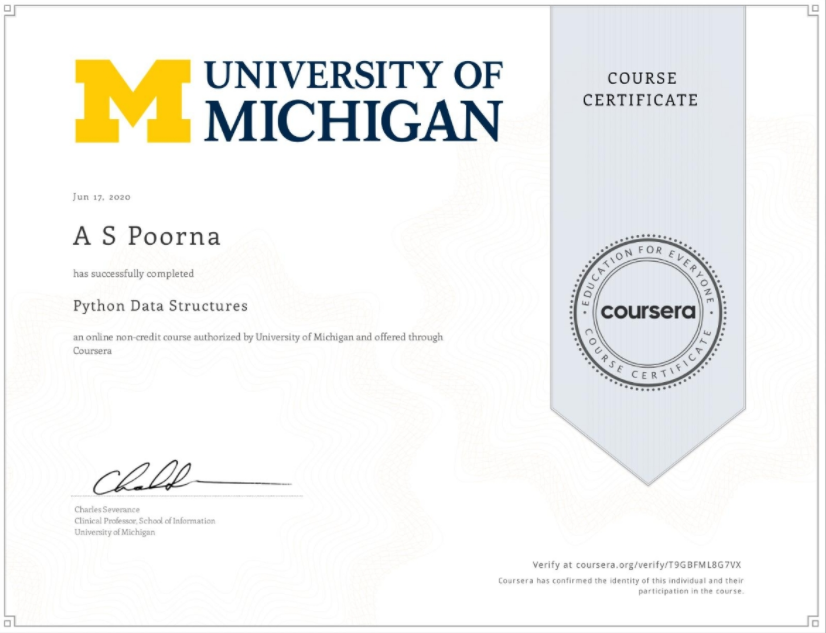 M UNIVERSITY OF
MICHIGAN
COURSE
CERTIFICATE
Jun 17, 2020
A S Poorna
has successfully completed
Python Data Structures
an online non-credit course authorized by University of Michigan and offered through
Coursera
EDUCATION FOR EVERYONE
coursera
COURSE CERTIFICATE
Charles Severance
Clinical Professor, School of Information
University of Michigan
Verify at coursera.org/verify/T9GBFML8G7VX
Coursera has confirmed the identity of this individual and their
participation in the course.